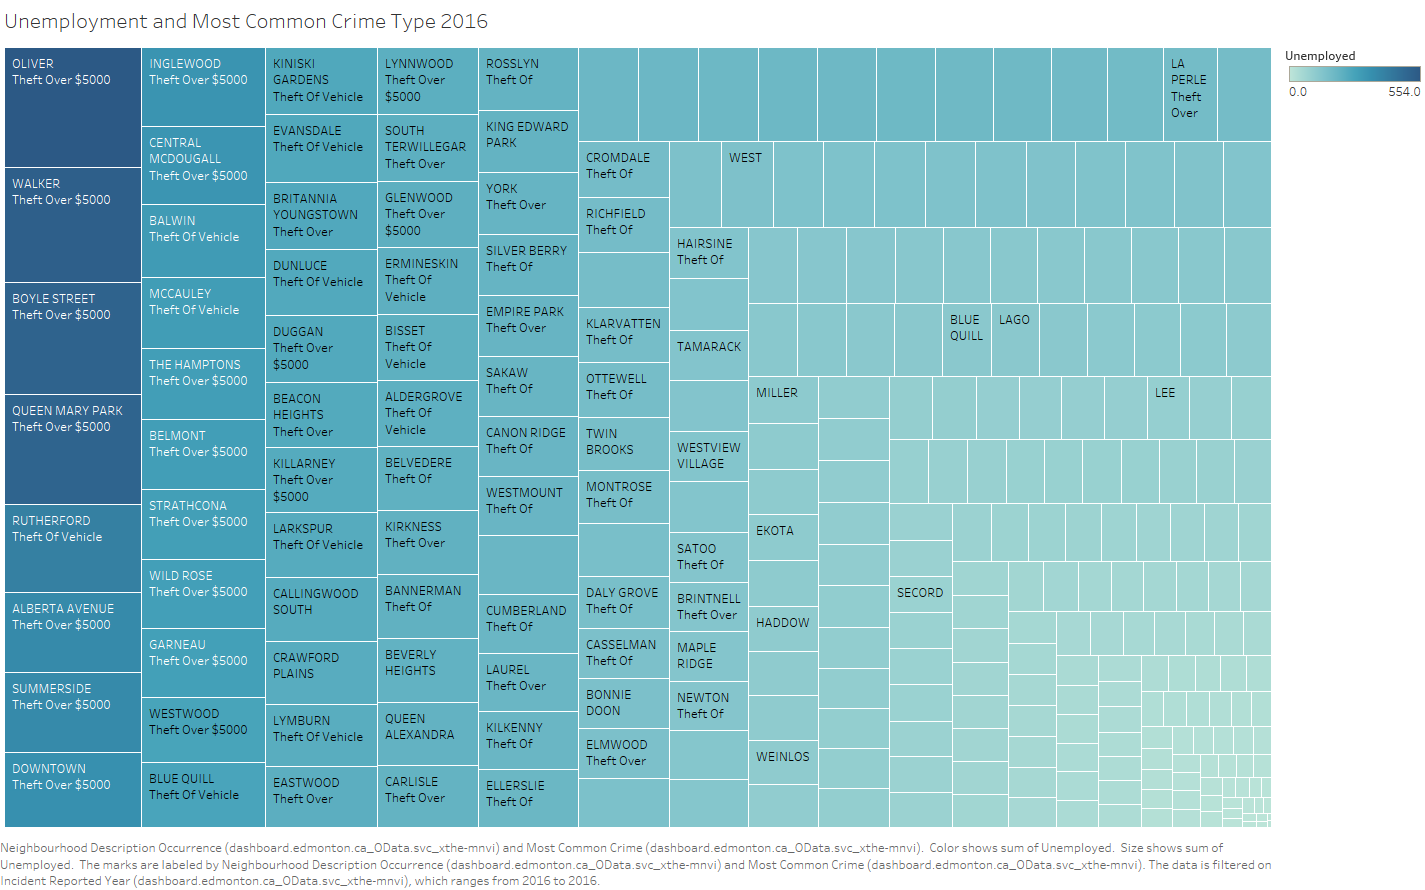 Unemployment and Most Common Crime Type 2016
OLIVER
Theft Over $5000
WALKER
Theft Over $5000
BOYLE STREET
Theft Over $5000
QUEEN MARY PARK
Theft Over $5000
RUTHERFORD
Theft Of Vehicle
ALBERTA AVENUE
Theft Over $5000
SUMMERSIDE
Theft Over $5000
DOWNTOWN
Theft Over $5000
INGLEWOOD
Theft Over $5000
CENTRAL
MCDOUGALL
Theft Over $5000
BALWIN
Theft Of Vehicle
MCCAULEY
Theft Of Vehicle
THE HAMPTONS
Theft Over $5000
BELMONT
Theft Over $5000
STRATHCONA
Theft Over $5000
WILD ROSE
Theft Over $5000
GARNEAU
Theft Over $5000
WESTWOOD
Theft Over $5000
BLUE QUILL
Theft Of Vehicle
KINISKI
GARDENS
Theft Of Vehicle
EVANSDALE
Theft Of Vehicle
BRITANNIA
YOUNGSTOWN
Theft Over
DUNLUCE
Theft Of Vehicle
DUGGAN
Theft Over
$5000
BEACON
HEIGHTS
Theft Over
KILLARNEY
Theft Over
$5000
LARKSPUR
Theft Of Vehicle
CALLINGWOOD
SOUTH
CRAWFORD
PLAINS
LYMBURN
Theft Of Vehicle
EASTWOOD
Theft Over
LYNNWOOD
Theft Over
$5000
SOUTH
TERWILLEGAR
Theft Over
GLENWOOD
Theft Over
$5000
ERMINESKIN
Theft Of
Vehicle
BISSET
Theft Of
Vehicle
ALDERGROVE
Theft Of
Vehicle
BELVEDERE
Theft Of
KIRKNESS
Theft Over
BANNERMAN
Theft Of
BEVERLY
HEIGHTS
QUEEN
ALEXANDRA
CARLISLE
Theft Over
ROSSLYN
Theft Of
KING EDWARD
PARK
YORK
Theft Over
SILVER BERRY
Theft Of
EMPIRE PARK
Theft Over
SAKAW
Theft Of
CANON RIDGE
Theft Of
WESTMOUNT
Theft Of
CUMBERLAND
Theft Of
LAUREL
Theft Over
KILKENNY
Theft Of
ELLERSLIE
Theft Of
CROMDALE
Theft Of
RICHFIELD
Theft Of
KLARVATTEN
Theft Of
OTTEWELL
Theft Of
TWIN
BROOKS
MONTROSE
Theft Of
DALY GROVE
Theft Of
CASSELMAN
Theft Of
BONNIE
DOON
ELMWOOD
Theft Over
LA
PERLE
Theft
Over
WEST
HAIRSINE
Theft Of
TAMARACK
WESTVIEW
VILLAGE
SATOO
Theft Of
BRINTNELL
Theft Over
MAPLE
RIDGE
NEWTON
Theft Of
BLUE
QUILL
LAGO
MILLER
EKOTA
HADDOW
WEINLOS
LEE
SECORD
Unemployed
0.0 554.0
Neighbourhood Description Occurrence (dashboard.edmonton.ca_OData.svc_xthe-mnvi) and Most Common Crime (dashboard.edmonton.ca_OData.svc_xthe-mnvi).  Color shows sum of Unemployed.  Size shows sum of
Unemployed.  The marks are labeled by Neighbourhood Description Occurrence (dashboard.edmonton.ca_OData.svc_xthe-mnvi) and Most Common Crime (dashboard.edmonton.ca_OData.svc_xthe-mnvi). The data is filtered on
Incident Reported Year (dashboard.edmonton.ca_OData.svc_xthe-mnvi), which ranges from 2016 to 2016.